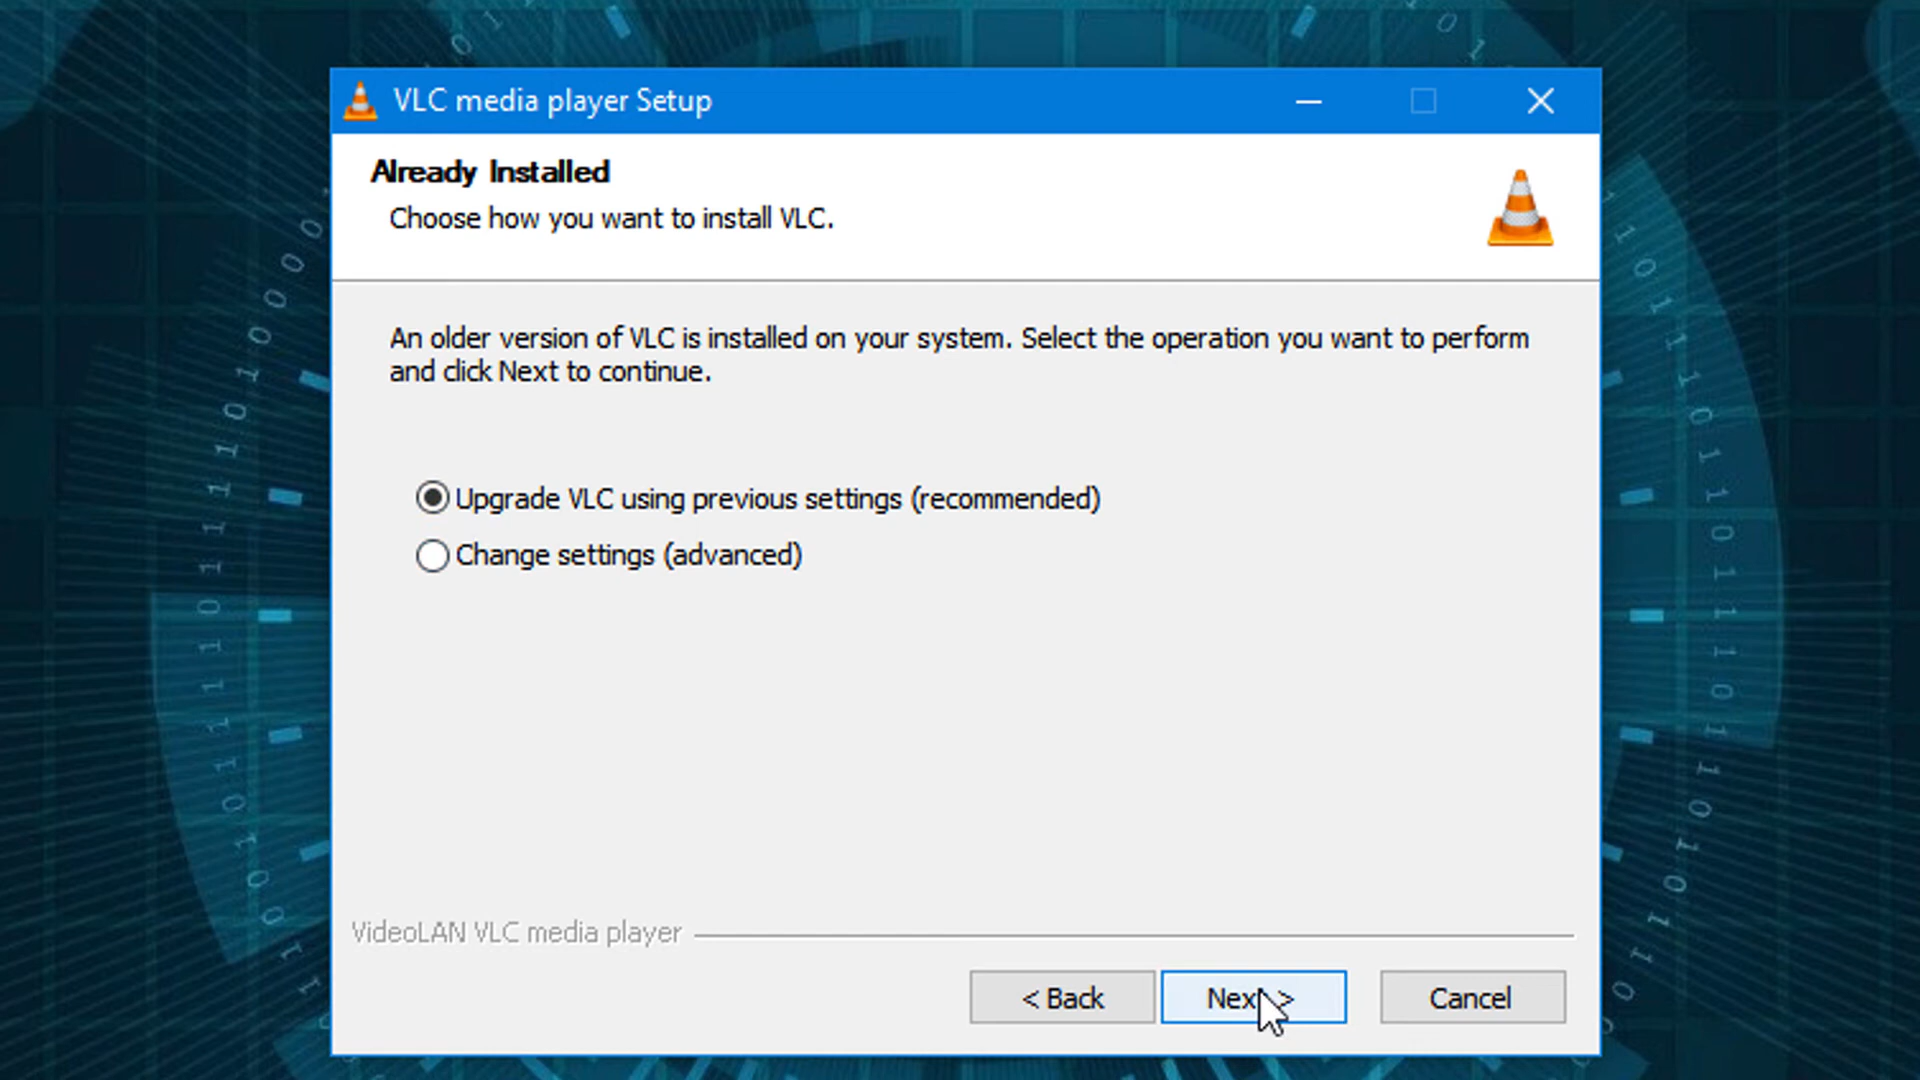 VLC media player Setup
Already Installed
Choose how you want to install VLC.
An older version of VLC is installed on your system. Select the operation you want to perform
and click Next to continue.
Upgrade VLC using previous settings (recommended)
Change settings (advanced)
VideoLAN VLC media player
< Back
Next >
Cancel